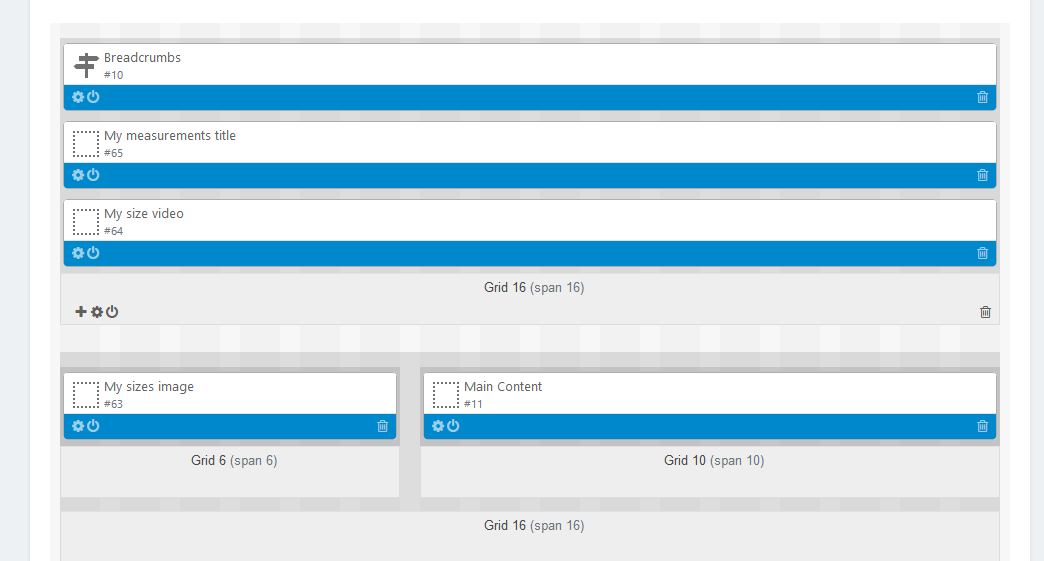 Breadcrumbs
#10
My measurements title
#65
My size video
#64
Grid 16 (span 16)
My sizes image
#63
Grid 6 (span 6)
Main Content
#11
Grid 10 (span 10)
Grid 16 (span 16)